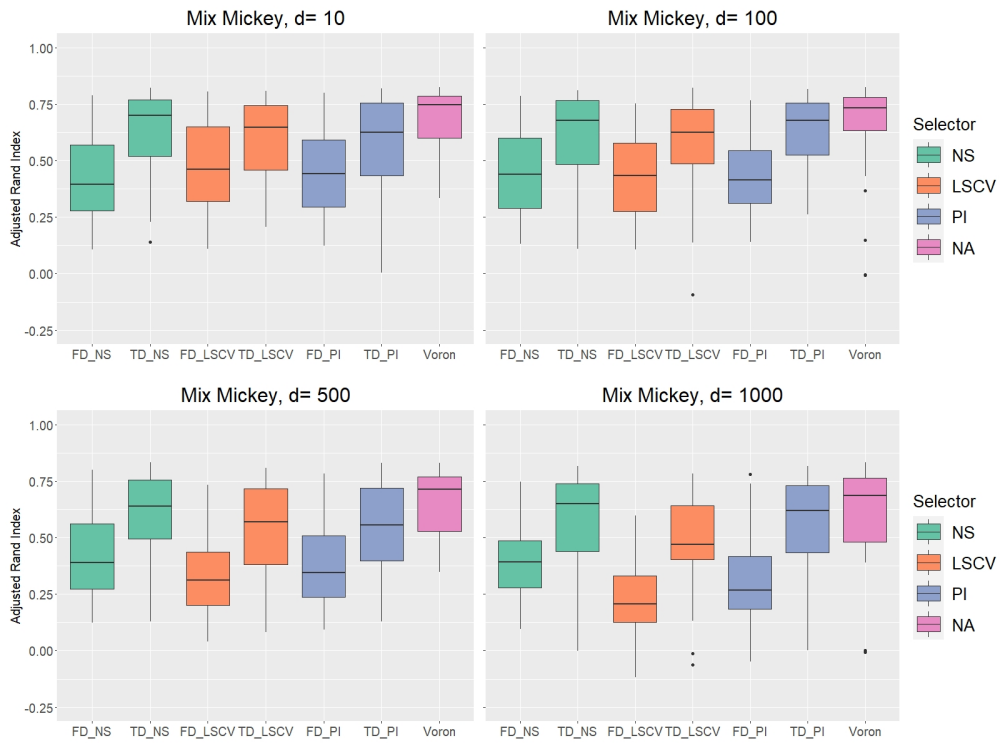 Mix Mickey, d= 10
Mix Mickey, d= 100
Adjusted Rand Index
1.00
0.75
0.50
0.25
0.00
-0.25
FD_NS TD_NS FD_LSCV TD_LSCV FD_PI TD_PI Voron
FD_NS TD_NS FD_LSCV TD_LSCV FD_PI TD_PI Voron
Selector
NS
LSCV
PI
NA
Mix Mickey, d= 500
Mix Mickey, d= 1000
Adjusted Rand Index
1.00
0.75
0.50
0.25
0.00
-0.25
FD_NS TD_NS FD_LSCV TD_LSCV FD_PI TD_PI Voron
FD_NS TD_NS FD_LSCV TD_LSCV FD_PI TD_PI Voron
Selector
NS
LSCV
PI
NA